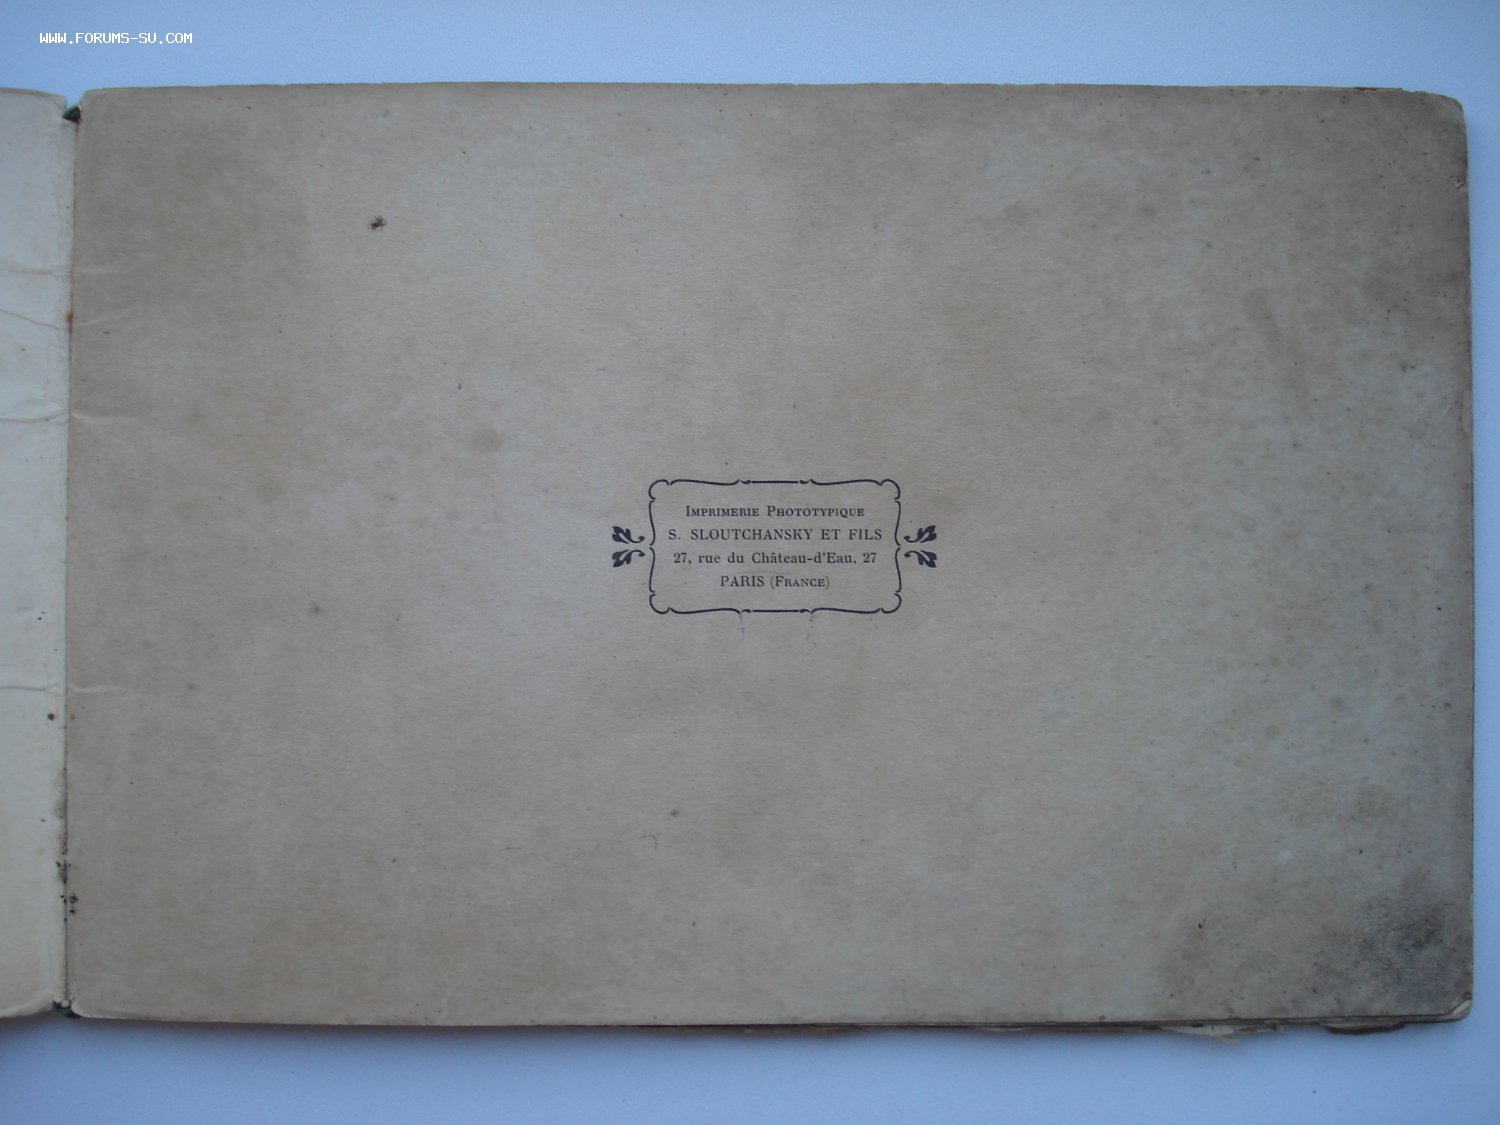 WWW.FORUMS-SU.COM
IMPRIMERIE PHOTOTYPIQUE
S. SLOUTCHANSKY ET FILS
27, rue du Château-d'Eau, 27
PARIS (FRANCE)